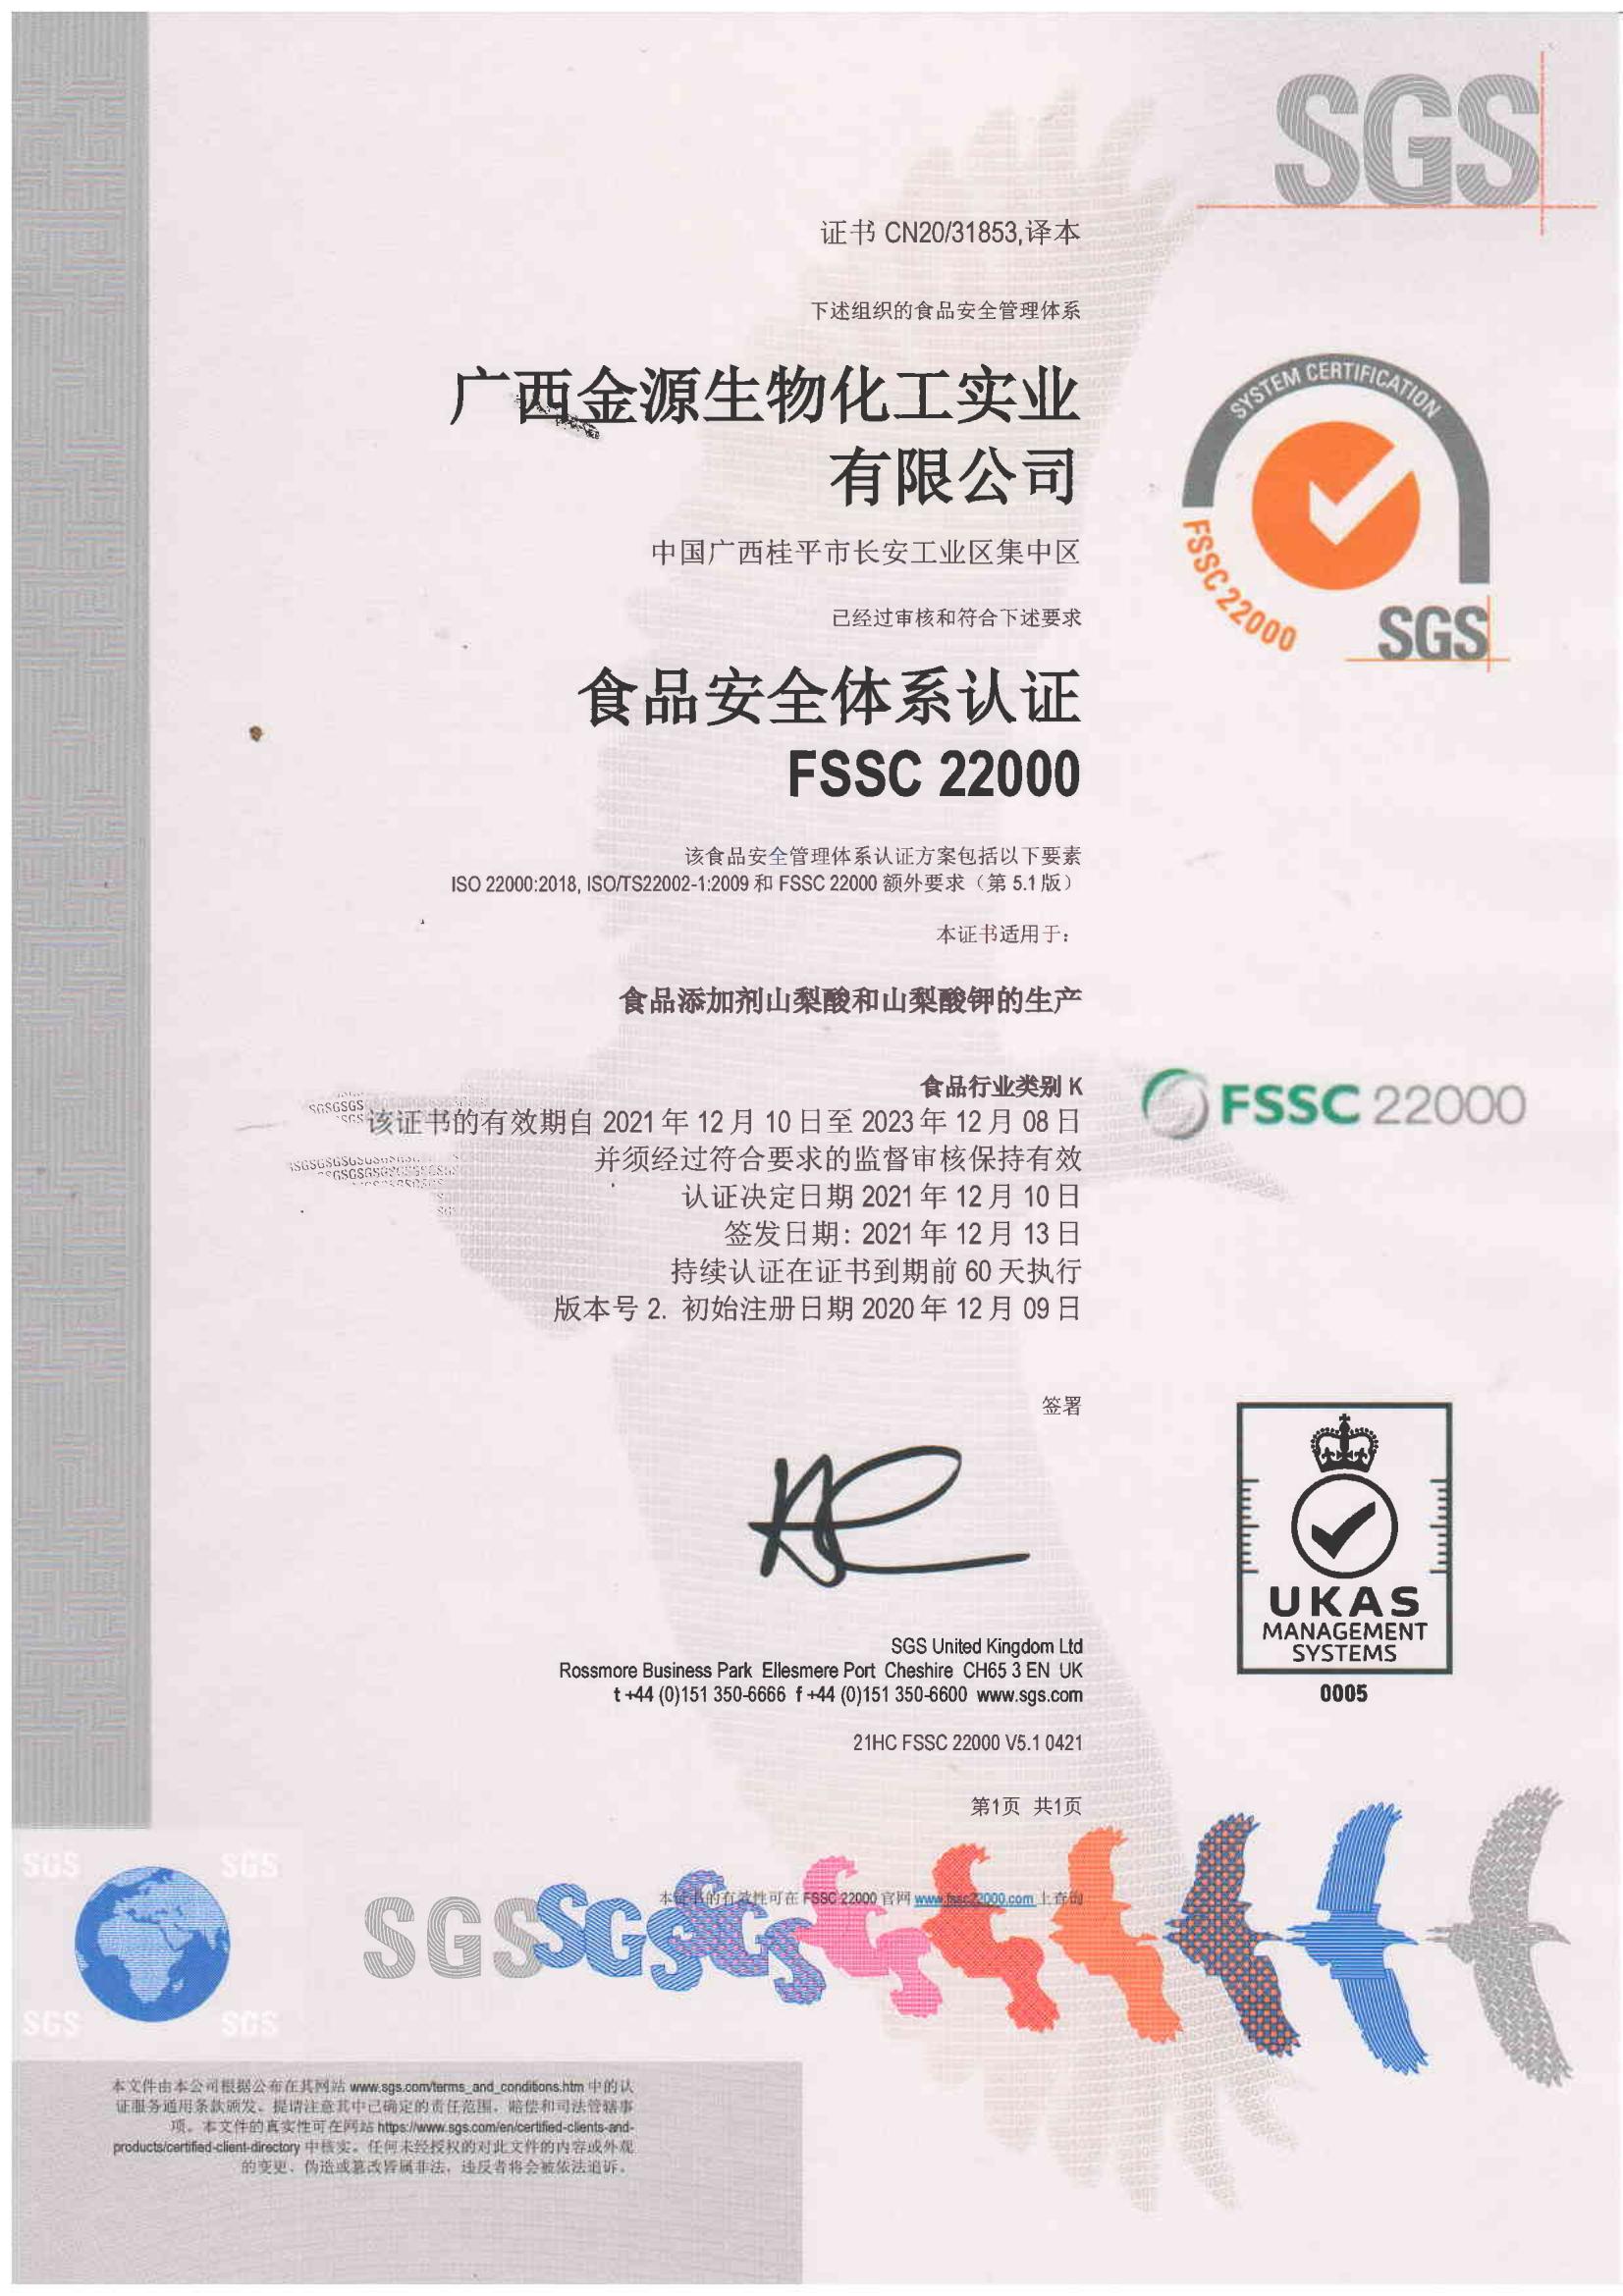 SGS
证书 CN20/31853,译本
下述组织的食品安全管理体系
广西金源生物化工实业
有限公司
中国广西桂平市长安工业区集中区
已经过审核和符合下述要求
SYSTEM CERTIFICATION
FSSC 22000
SGS
食品安全体系认证
FSSC 22000
该食品安全管理体系认证方案包括以下要素
ISO 22000:2018, ISO/TS22002-1:2009 和 FSSC 22000 额外要求（第 5.1 版）
本证书适用于:
食品添加剂山梨酸和山梨酸钾的生产
食品行业类别 K
该证书的有效期自 2021 年 12 月 10 日至 2023 年 12 月 08 日
并须经过符合要求的监督审核保持有效
认证决定日期 2021 年 12 月 10 日
签发日期: 2021 年 12 月 13 日
持续认证在证书到期前 60 天执行
版本号 2. 初始注册日期 2020 年 12 月 09 日
FSSC 22000
签署
SGS United Kingdom Ltd
Rossmore Business Park Ellesmere Port Cheshire CH65 3 EN UK
t +44 (0)151 350-6666 f +44 (0)151 350-6600 www.sgs.com
21HC FSSC 22000 V5.1 0421
第1页 共1页
UKAS
MANAGEMENT
SYSTEMS
0005
本证书的有效性可在 FSSC 22000 官网 www.fssc22000.com 上查询
SGS SGS
SGS SGS
SGS SGS SGS
本文件由本公司根据公布在其网站 www.sgs.com/terms_and_conditions.htm 中的认
证服务通用条款颁发。提请注意其中已确定的责任范围、赔偿和司法管辖事
项。本文件的真实性可在网站 https://www.sgs.com/en/certified-clients-and-
products/certified-client-directory 中核实。任何未经授权的对此文件的内容或外观
的变更、伪造或篡改皆属非法，违反者将会被依法追诉。